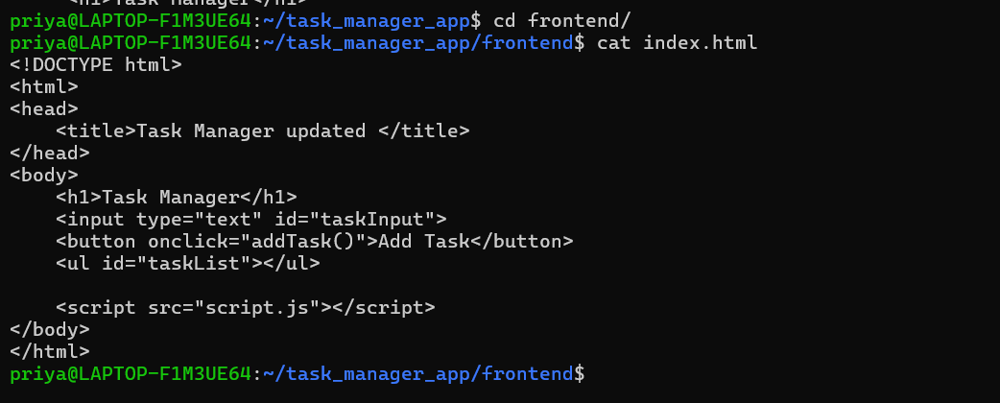 <h1>Task Manager</h1>
priya@LAPTOP-F1M3UE64:~/task_manager_app$ cd frontend/
priya@LAPTOP-F1M3UE64:~/task_manager_app/frontend$ cat index.html
<!DOCTYPE html>
<html>
<head>
    <title>Task Manager updated </title>
</head>
<body>
    <h1>Task Manager</h1>
    <input type="text" id="taskInput">
    <button onclick="addTask()">Add Task</button>
    <ul id="taskList"></ul>

    <script src="script.js"></script>
</body>
</html>
priya@LAPTOP-F1M3UE64:~/task_manager_app/frontend$